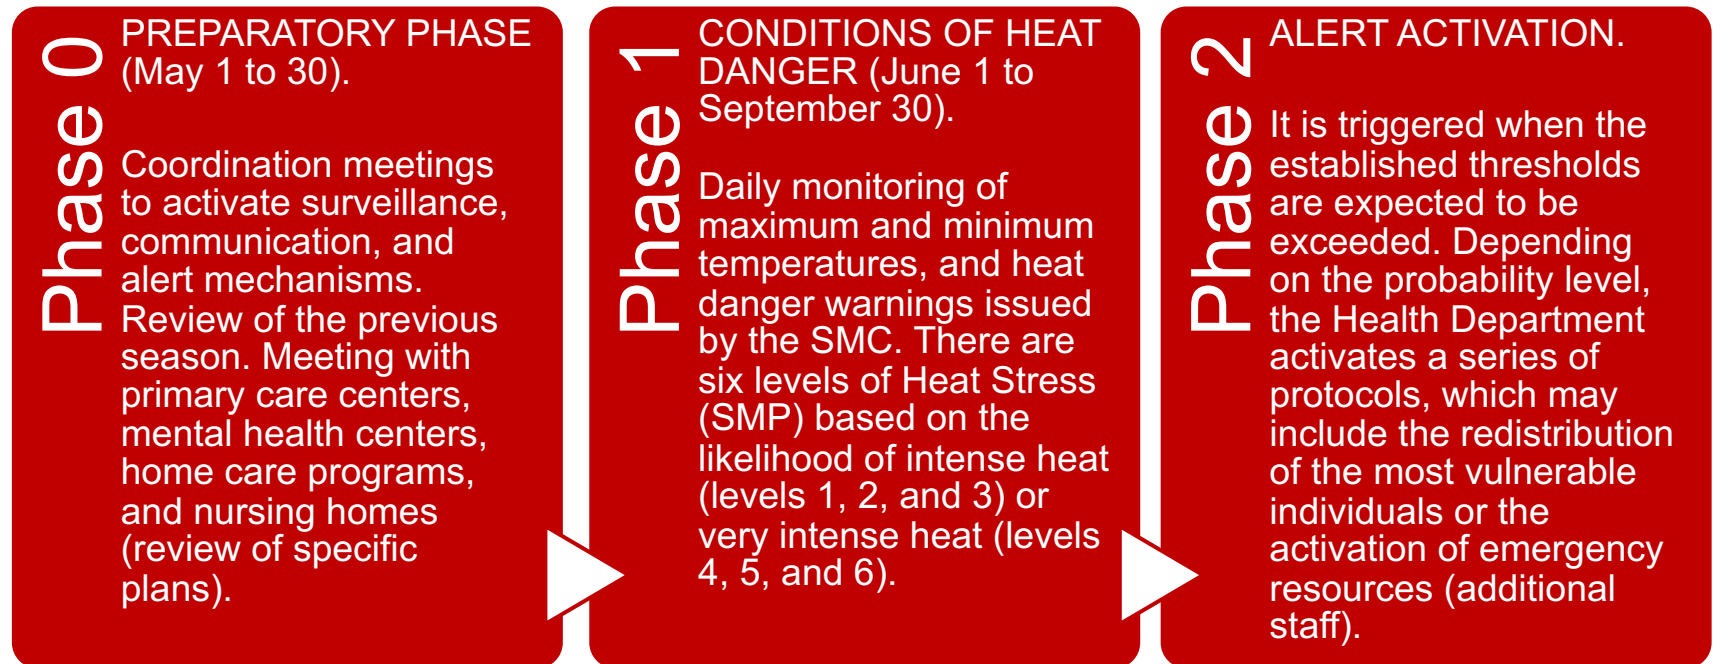 Phase 0
PREPARATORY PHASE
(May 1 to 30).
Coordination meetings
to activate surveillance,
communication, and
alert mechanisms.
Review of the previous
season. Meeting with
primary care centers,
mental health centers,
home care programs,
and nursing homes
(review of specific
plans).
Phase 1
CONDITIONS OF HEAT
DANGER (June 1 to
September 30).
Daily monitoring of
maximum and minimum
temperatures, and heat
danger warnings issued
by the SMC. There are
six levels of Heat Stress
(SMP) based on the
likelihood of intense heat
(levels 1, 2, and 3) or
very intense heat (levels
4, 5, and 6).
Phase 2
ALERT ACTIVATION.
It is triggered when the
established thresholds
are expected to be
exceeded. Depending
on the probability level,
the Health Department
activates a series of
protocols, which may
include the redistribution
of the most vulnerable
individuals or the
activation of emergency
resources (additional
staff).